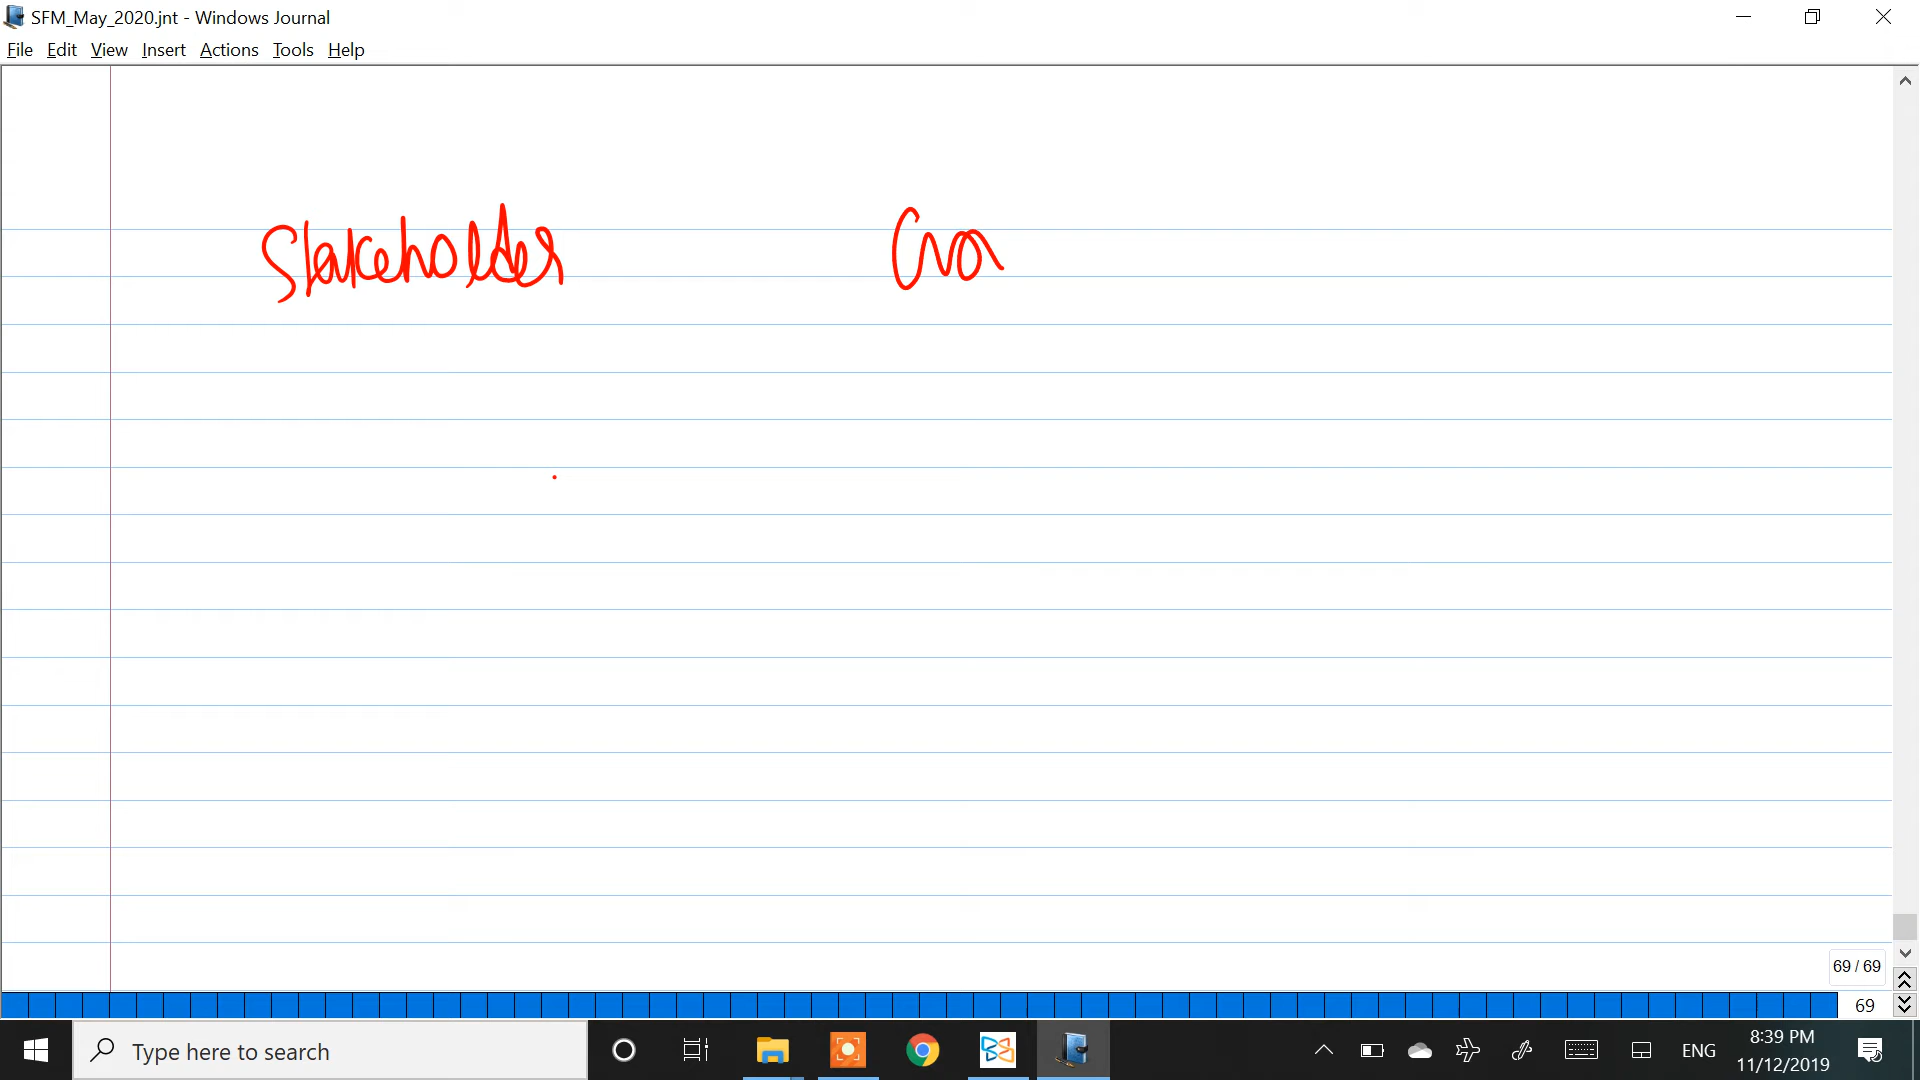 SFM_May_2020.jnt - Windows Journal
File Edit View Insert Actions Tools Help
Stakeholder
69 / 69
69
Type here to search
ENG
8:39 PM
11/12/2019